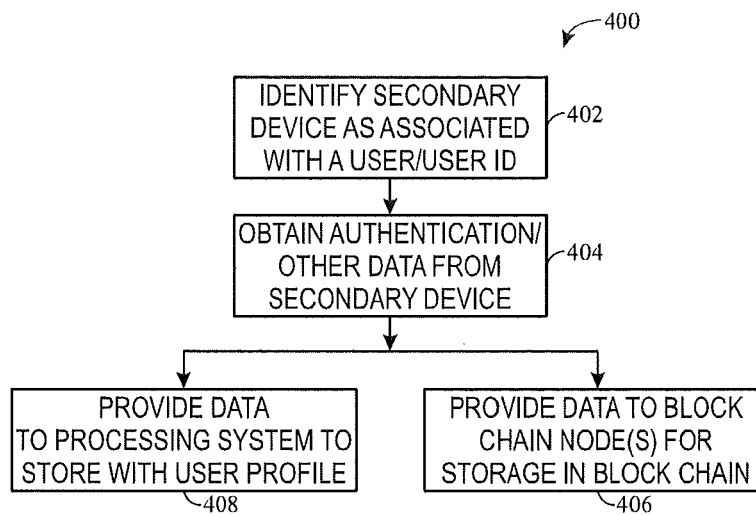 400
IDENTIFY SECONDARY
DEVICE AS ASSOCIATED
WITH A USER/USER ID
402
OBTAIN AUTHENTICATION/
OTHER DATA FROM
SECONDARY DEVICE
404
PROVIDE DATA
TO PROCESSING SYSTEM TO
STORE WITH USER PROFILE
408
PROVIDE DATA TO BLOCK
CHAIN NODE(S) FOR
STORAGE IN BLOCK CHAIN
406